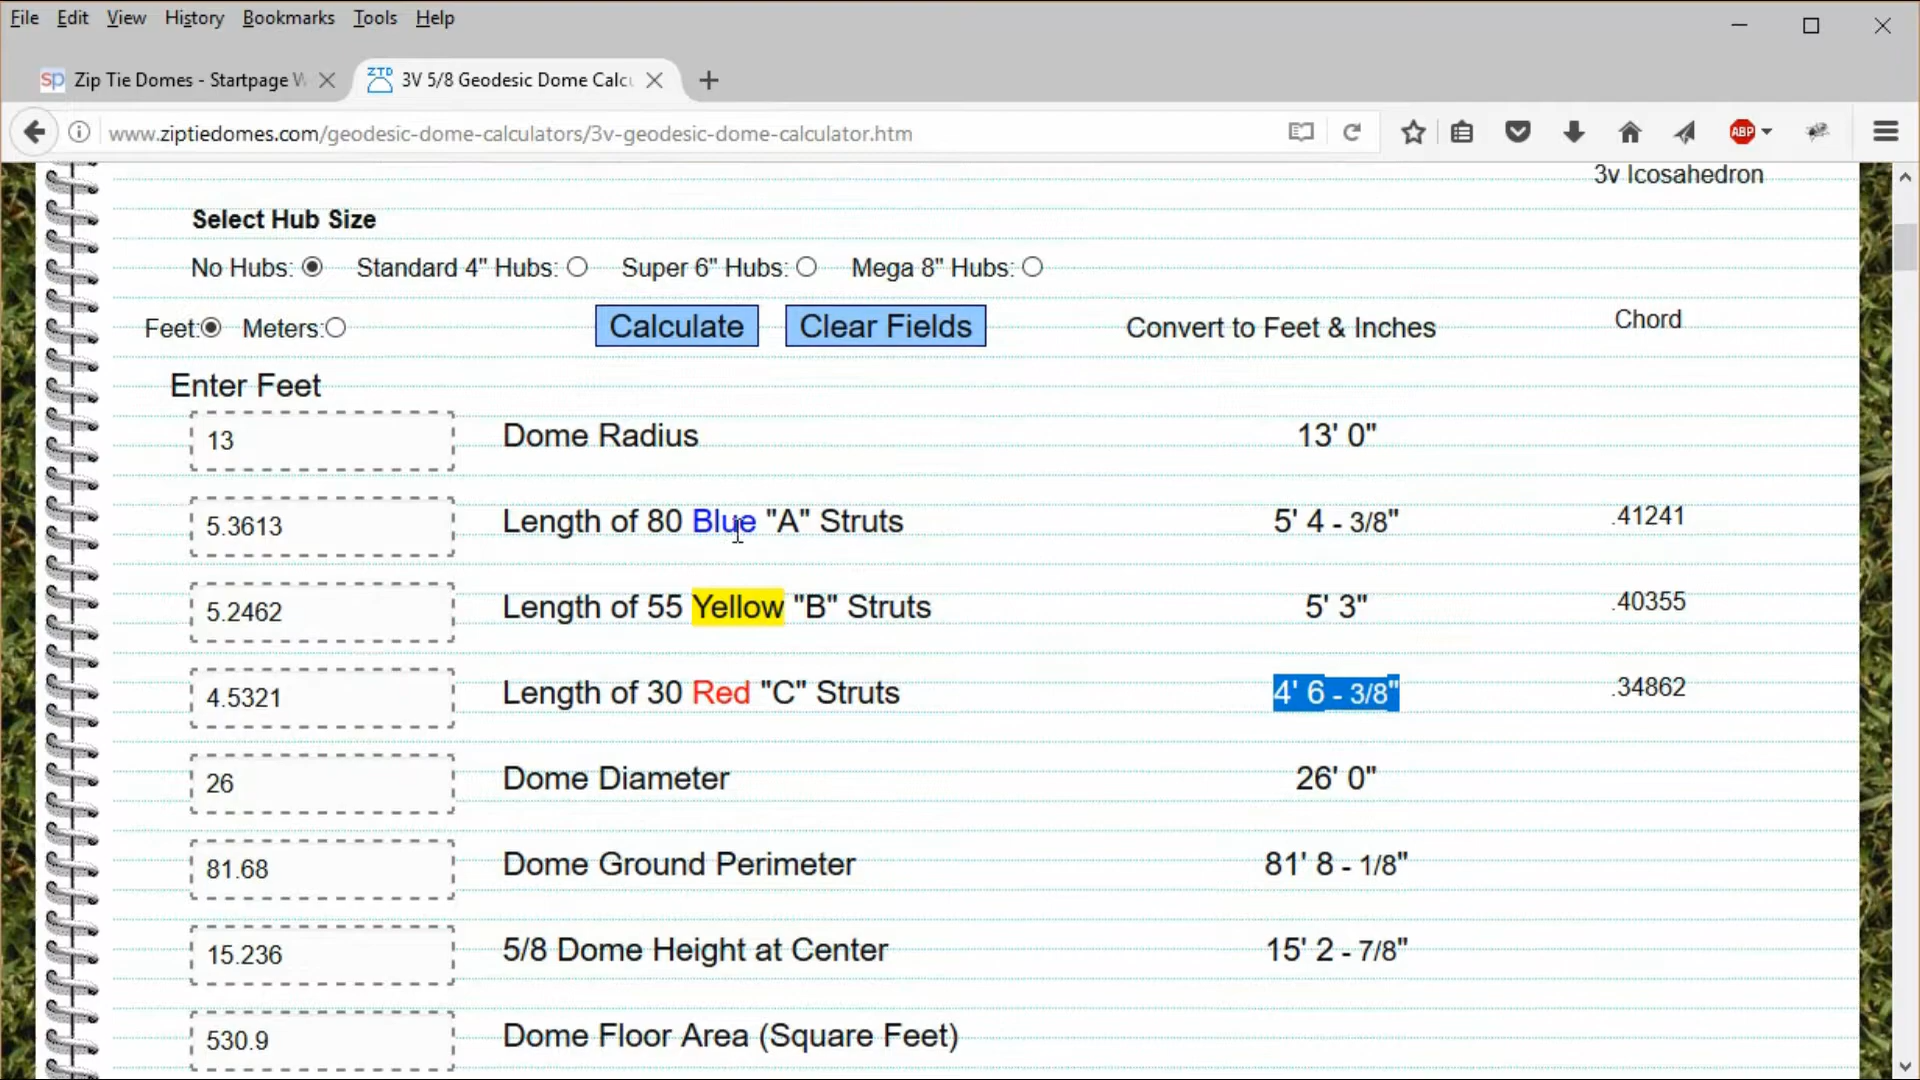 File Edit View History Bookmarks Tools Help
sp Zip Tie Domes - Startpage W
ZTD 3V 5/8 Geodesic Dome Calcu
www.ziptiedomes.com/geodesic-dome-calculators/3v-geodesic-dome-calculator.htm
ABP
3v Icosahedron
Select Hub Size
No Hubs: Standard 4" Hubs: Super 6" Hubs: Mega 8" Hubs:
Feet: Meters: Calculate Clear Fields Convert to Feet & Inches Chord
Enter Feet
13 Dome Radius 13' 0"
5.3613 Length of 80 Blue "A" Struts 5' 4 - 3/8" .41241
5.2462 Length of 55 Yellow "B" Struts 5' 3" .40355
4.5321 Length of 30 Red "C" Struts 4' 6 - 3/8" .34862
26 Dome Diameter 26' 0"
81.68 Dome Ground Perimeter 81' 8 - 1/8"
15.236 5/8 Dome Height at Center 15' 2 - 7/8"
530.9 Dome Floor Area (Square Feet)